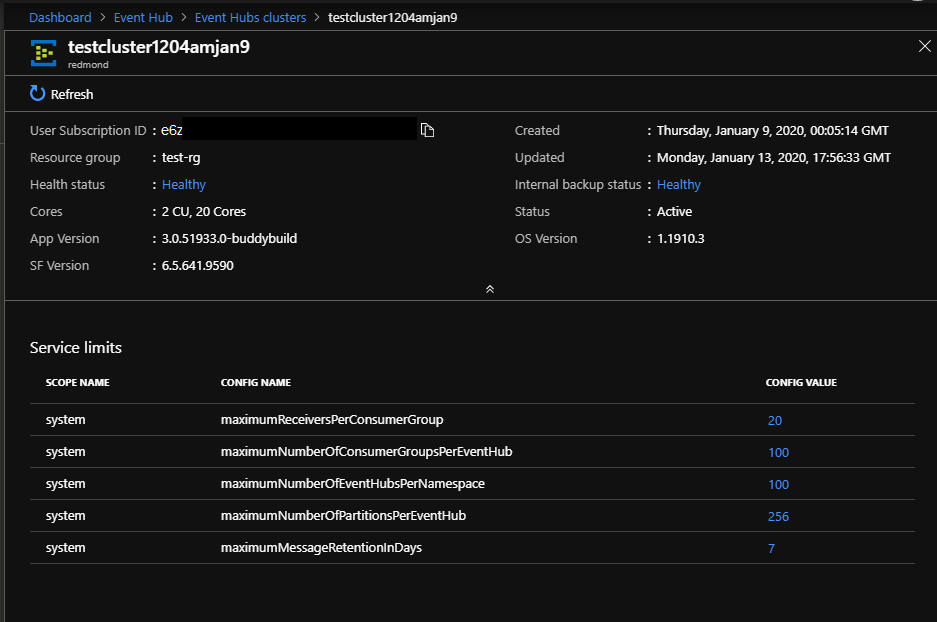 Dashboard > Event Hub > Event Hubs clusters > testcluster1204amjan9
testcluster1204amjan9
redmond
Refresh
User Subscription ID : e6z
Resource group : test-rg
Health status : Healthy
Cores : 2 CU, 20 Cores
App Version : 3.0.51933.0-buddybuild
SF Version : 6.5.641.9590
Created : Thursday, January 9, 2020, 00:05:14 GMT
Updated : Monday, January 13, 2020, 17:56:33 GMT
Internal backup status : Healthy
Status : Active
OS Version : 1.1910.3
Service limits
SCOPE NAME CONFIG NAME CONFIG VALUE
system maximumReceiversPerConsumerGroup 20
system maximumNumberOfConsumerGroupsPerEventHub 100
system maximumNumberOfEventHubsPerNamespace 100
system maximumNumberOfPartitionsPerEventHub 256
system maximumMessageRetentionInDays 7